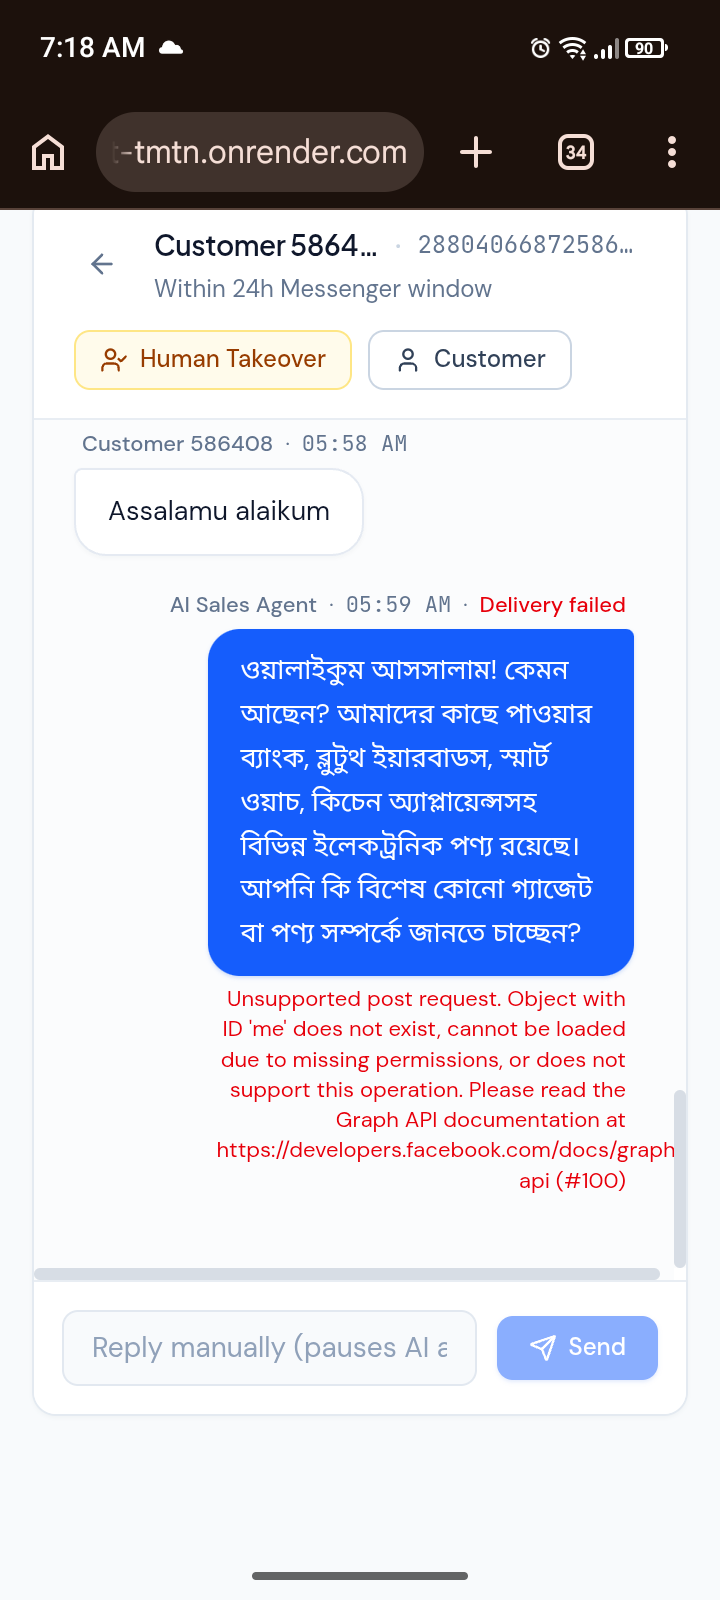 7:18 AM
90
t-tmtn.onrender.com
34
Customer 5864... · 28804066872586…
Within 24h Messenger window
Human Takeover
Customer
Customer 586408 · 05:58 AM
Assalamu alaikum
AI Sales Agent · 05:59 AM · Delivery failed
ওয়ালাইকুম আসসালাম! কেমন
আছেন? আমাদের কাছে পাওয়ার
ব্যাংক, ব্লুটুথ ইয়ারবাডস, স্মার্ট
ওয়াচ, কিচেন অ্যাপ্লায়েন্সসহ
বিভিন্ন ইলেকট্রনিক পণ্য রয়েছে।
আপনি কি বিশেষ কোনো গ্যাজেট
বা পণ্য সম্পর্কে জানতে চাচ্ছেন?
Unsupported post request. Object with
ID 'me' does not exist, cannot be loaded
due to missing permissions, or does not
support this operation. Please read the
Graph API documentation at
https://developers.facebook.com/docs/graph
api (#100)
Reply manually (pauses AI a
Send